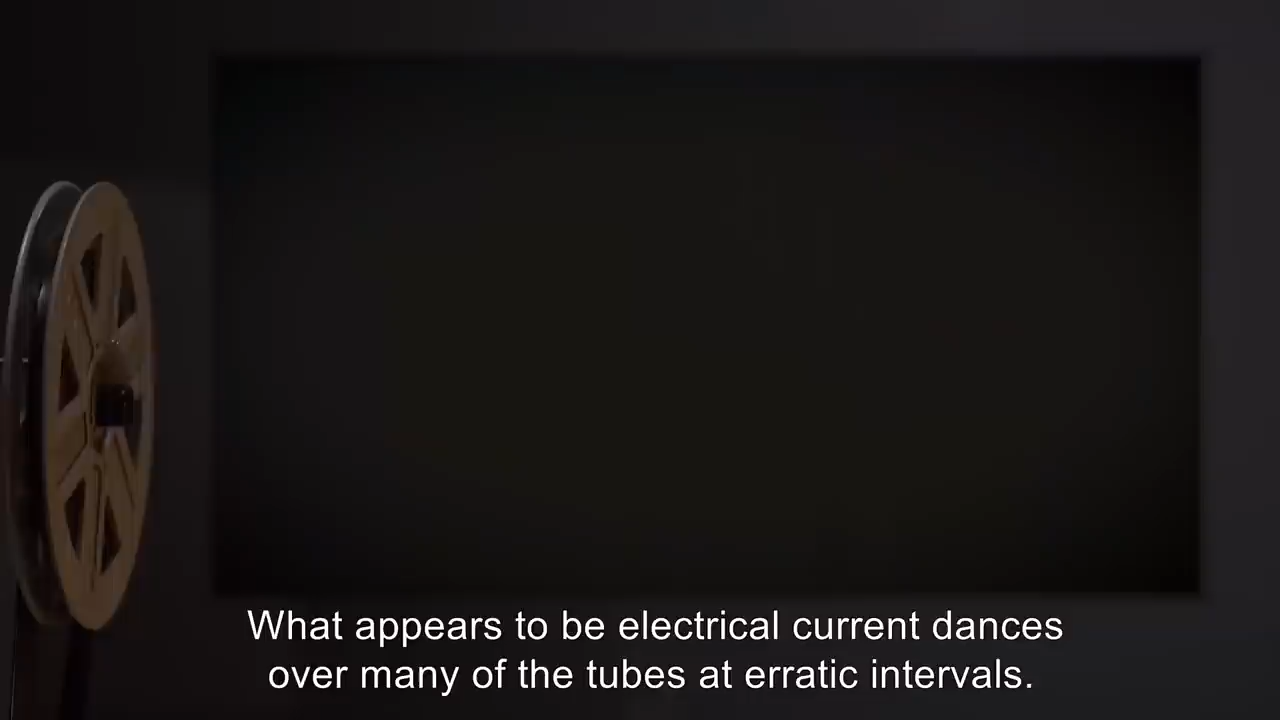 What appears to be electrical current dances
over many of the tubes at erratic intervals.